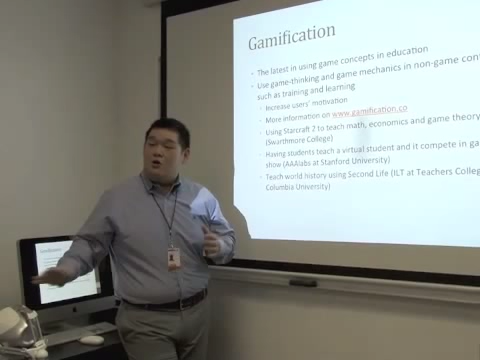 Gamification
The latest in using game concepts in education
Use game-thinking and game mechanics in non-game
such as training and learning
Increase users' motivation
More information on www.gamification.co
Using Starcraft 2 to teach math, economics and game theory
(Swarthmore College)
Having students teach a virtual student and it compete in
show (AAAlabs at Stanford University)
Teach world history using Second Life (ILT at Teachers
Columbia University)
Gamification